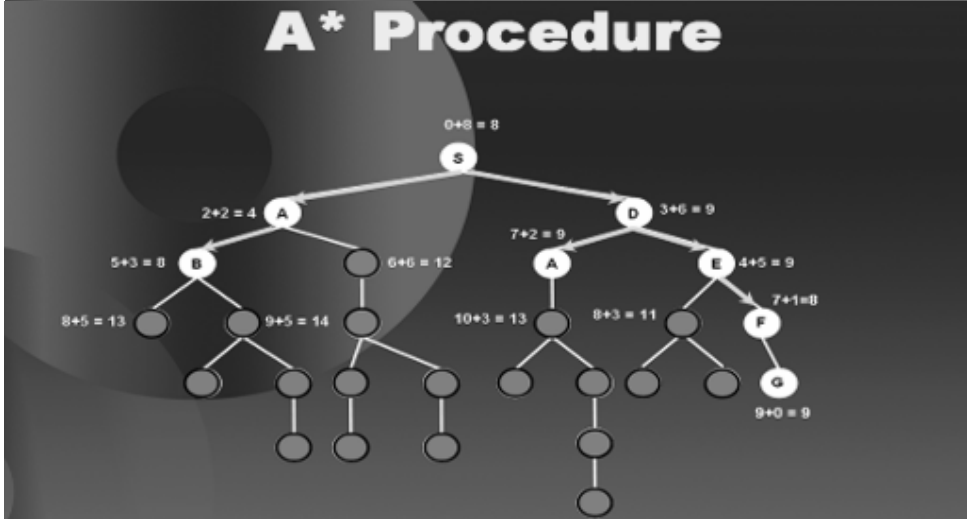 A* Procedure
0+8 = 8
S
2+2 = 4
A
D
3+6 = 9
7+2 = 9
5+3 = 8
B
6+6 = 12
A
E
4+5 = 9
7+1=8
8+5 = 13
9+5 = 14
10+3 = 13
8+3 = 11
F
G
9+0 = 9